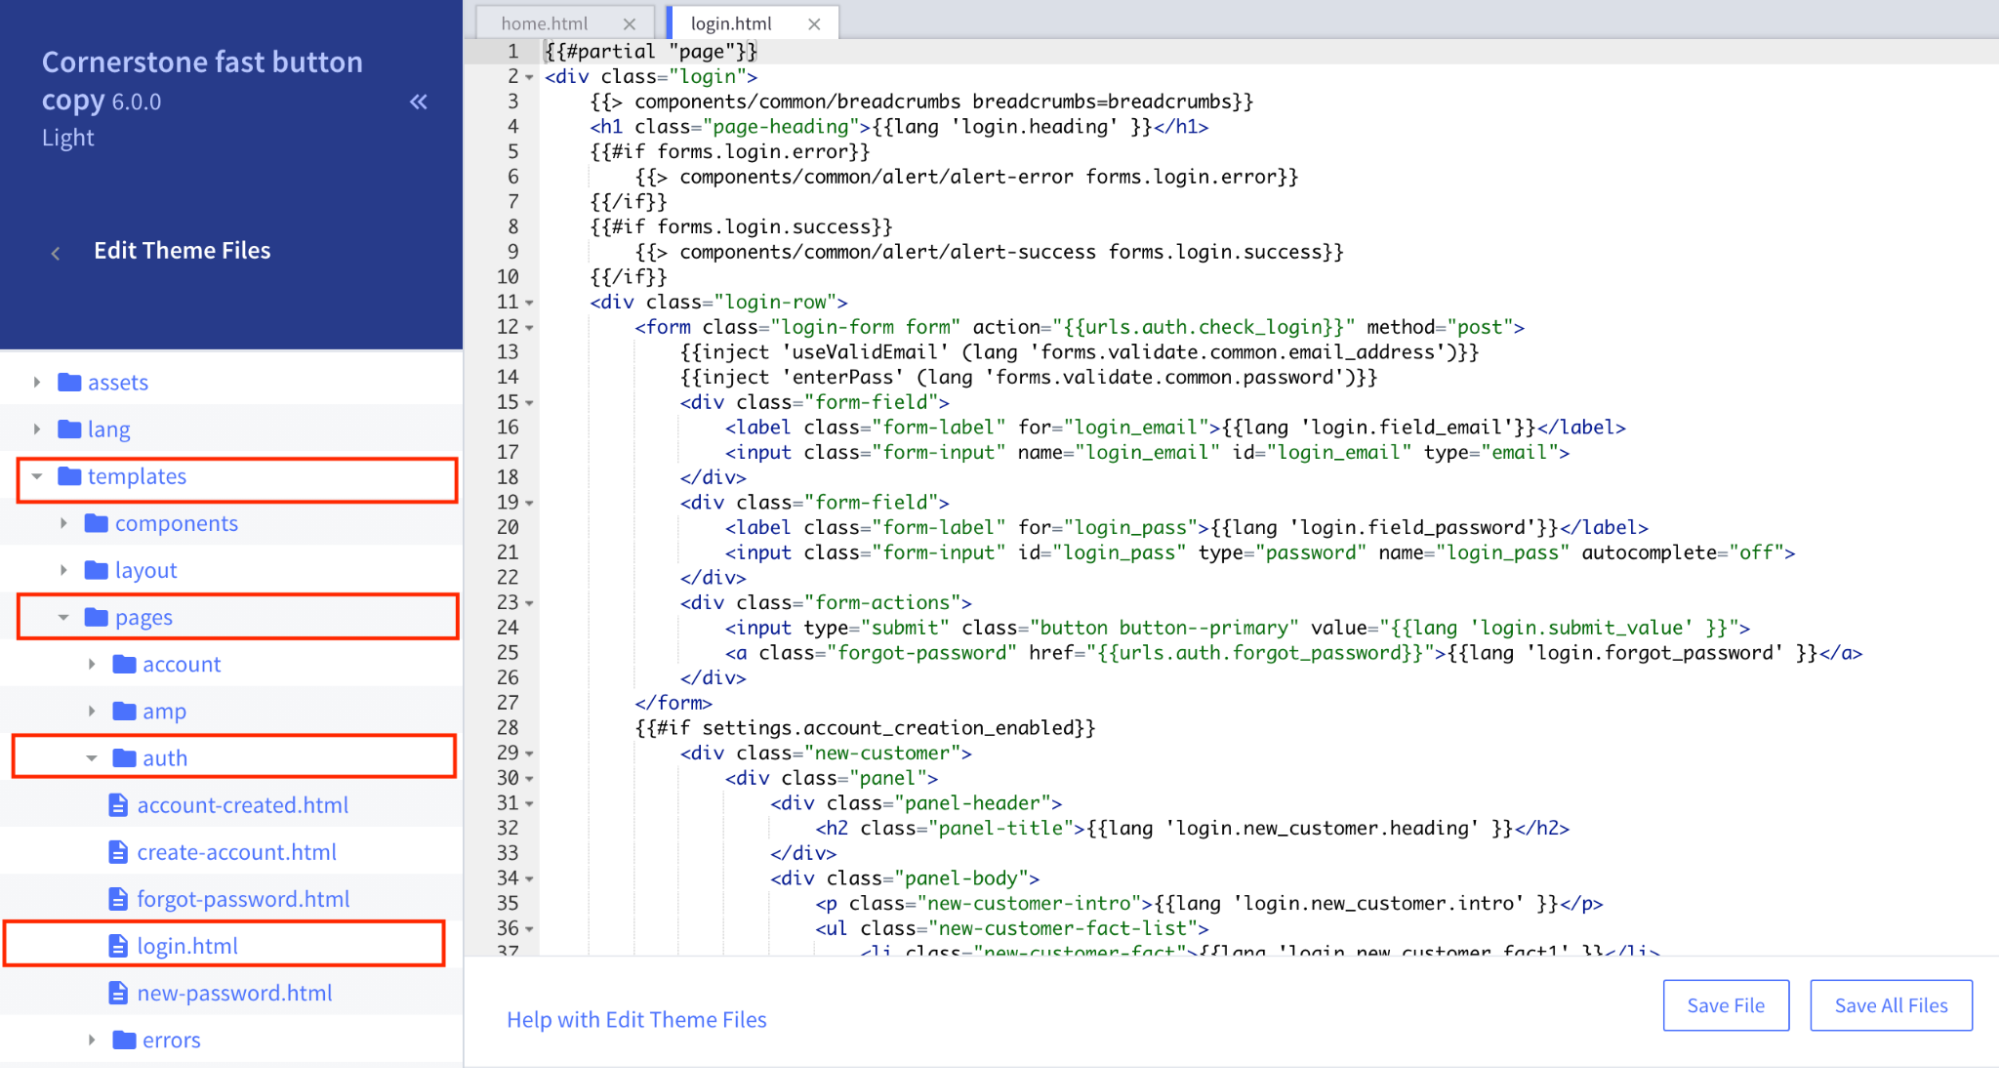 Cornerstone fast button
copy 6.0.0
«
Light
Edit Theme Files
assets
lang
templates
components
layout
pages
account
amp
auth
account-created.html
create-account.html
forgot-password.html
login.html
new-password.html
errors
home.html
login.html
1 {{#partial "page"}}
2 <div class="login">
3 {{> components/common/breadcrumbs breadcrumbs=breadcrumbs}}
4 <h1 class="page-heading">{{lang 'login.heading' }}</h1>
5 {{#if forms.login.error}}
6 {{> components/common/alert/alert-error forms.login.error}}
7 {{/if}}
8 {{#if forms.login.success}}
9 {{> components/common/alert/alert-success forms.login.success}}
10 {{/if}}
11 <div class="login-row">
12 <form class="login-form form" action="{{urls.auth.check_login}}" method="post">
13 {{inject 'useValidEmail' (lang 'forms.validate.common.email_address')}}
14 {{inject 'enterPass' (lang 'forms.validate.common.password')}}
15 <div class="form-field">
16 <label class="form-label" for="login_email">{{lang 'login.field_email'}}</label>
17 <input class="form-input" name="login_email" id="login_email" type="email">
18 </div>
19 <div class="form-field">
20 <label class="form-label" for="login_pass">{{lang 'login.field_password'}}</label>
21 <input class="form-input" id="login_pass" type="password" name="login_pass" autocomplete="off">
22 </div>
23 <div class="form-actions">
24 <input type="submit" class="button button--primary" value="{{lang 'login.submit_value' }}">
25 <a class="forgot-password" href="{{urls.auth.forgot_password}}">{{lang 'login.forgot_password' }}</a>
26 </div>
27 </form>
28 {{#if settings.account_creation_enabled}}
29 <div class="new-customer">
30 <div class="panel">
31 <div class="panel-header">
32 <h2 class="panel-title">{{lang 'login.new_customer.heading' }}</h2>
33 </div>
34 <div class="panel-body">
35 <p class="new-customer-intro">{{lang 'login.new_customer.intro' }}</p>
36 <ul class="new-customer-fact-list">
37 <li class="new-customer-fact">{{lang 'login.new_customer.fact1' }}</li>
Help with Edit Theme Files
Save File
Save All Files